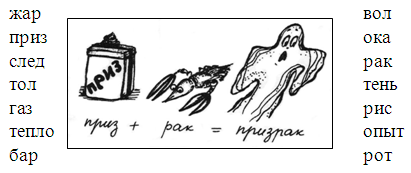 жар
приз
след
тол
газ
тепло
бар
приз
приз + рак = призрак
вол
ока
рак
тень
рис
опыт
рот